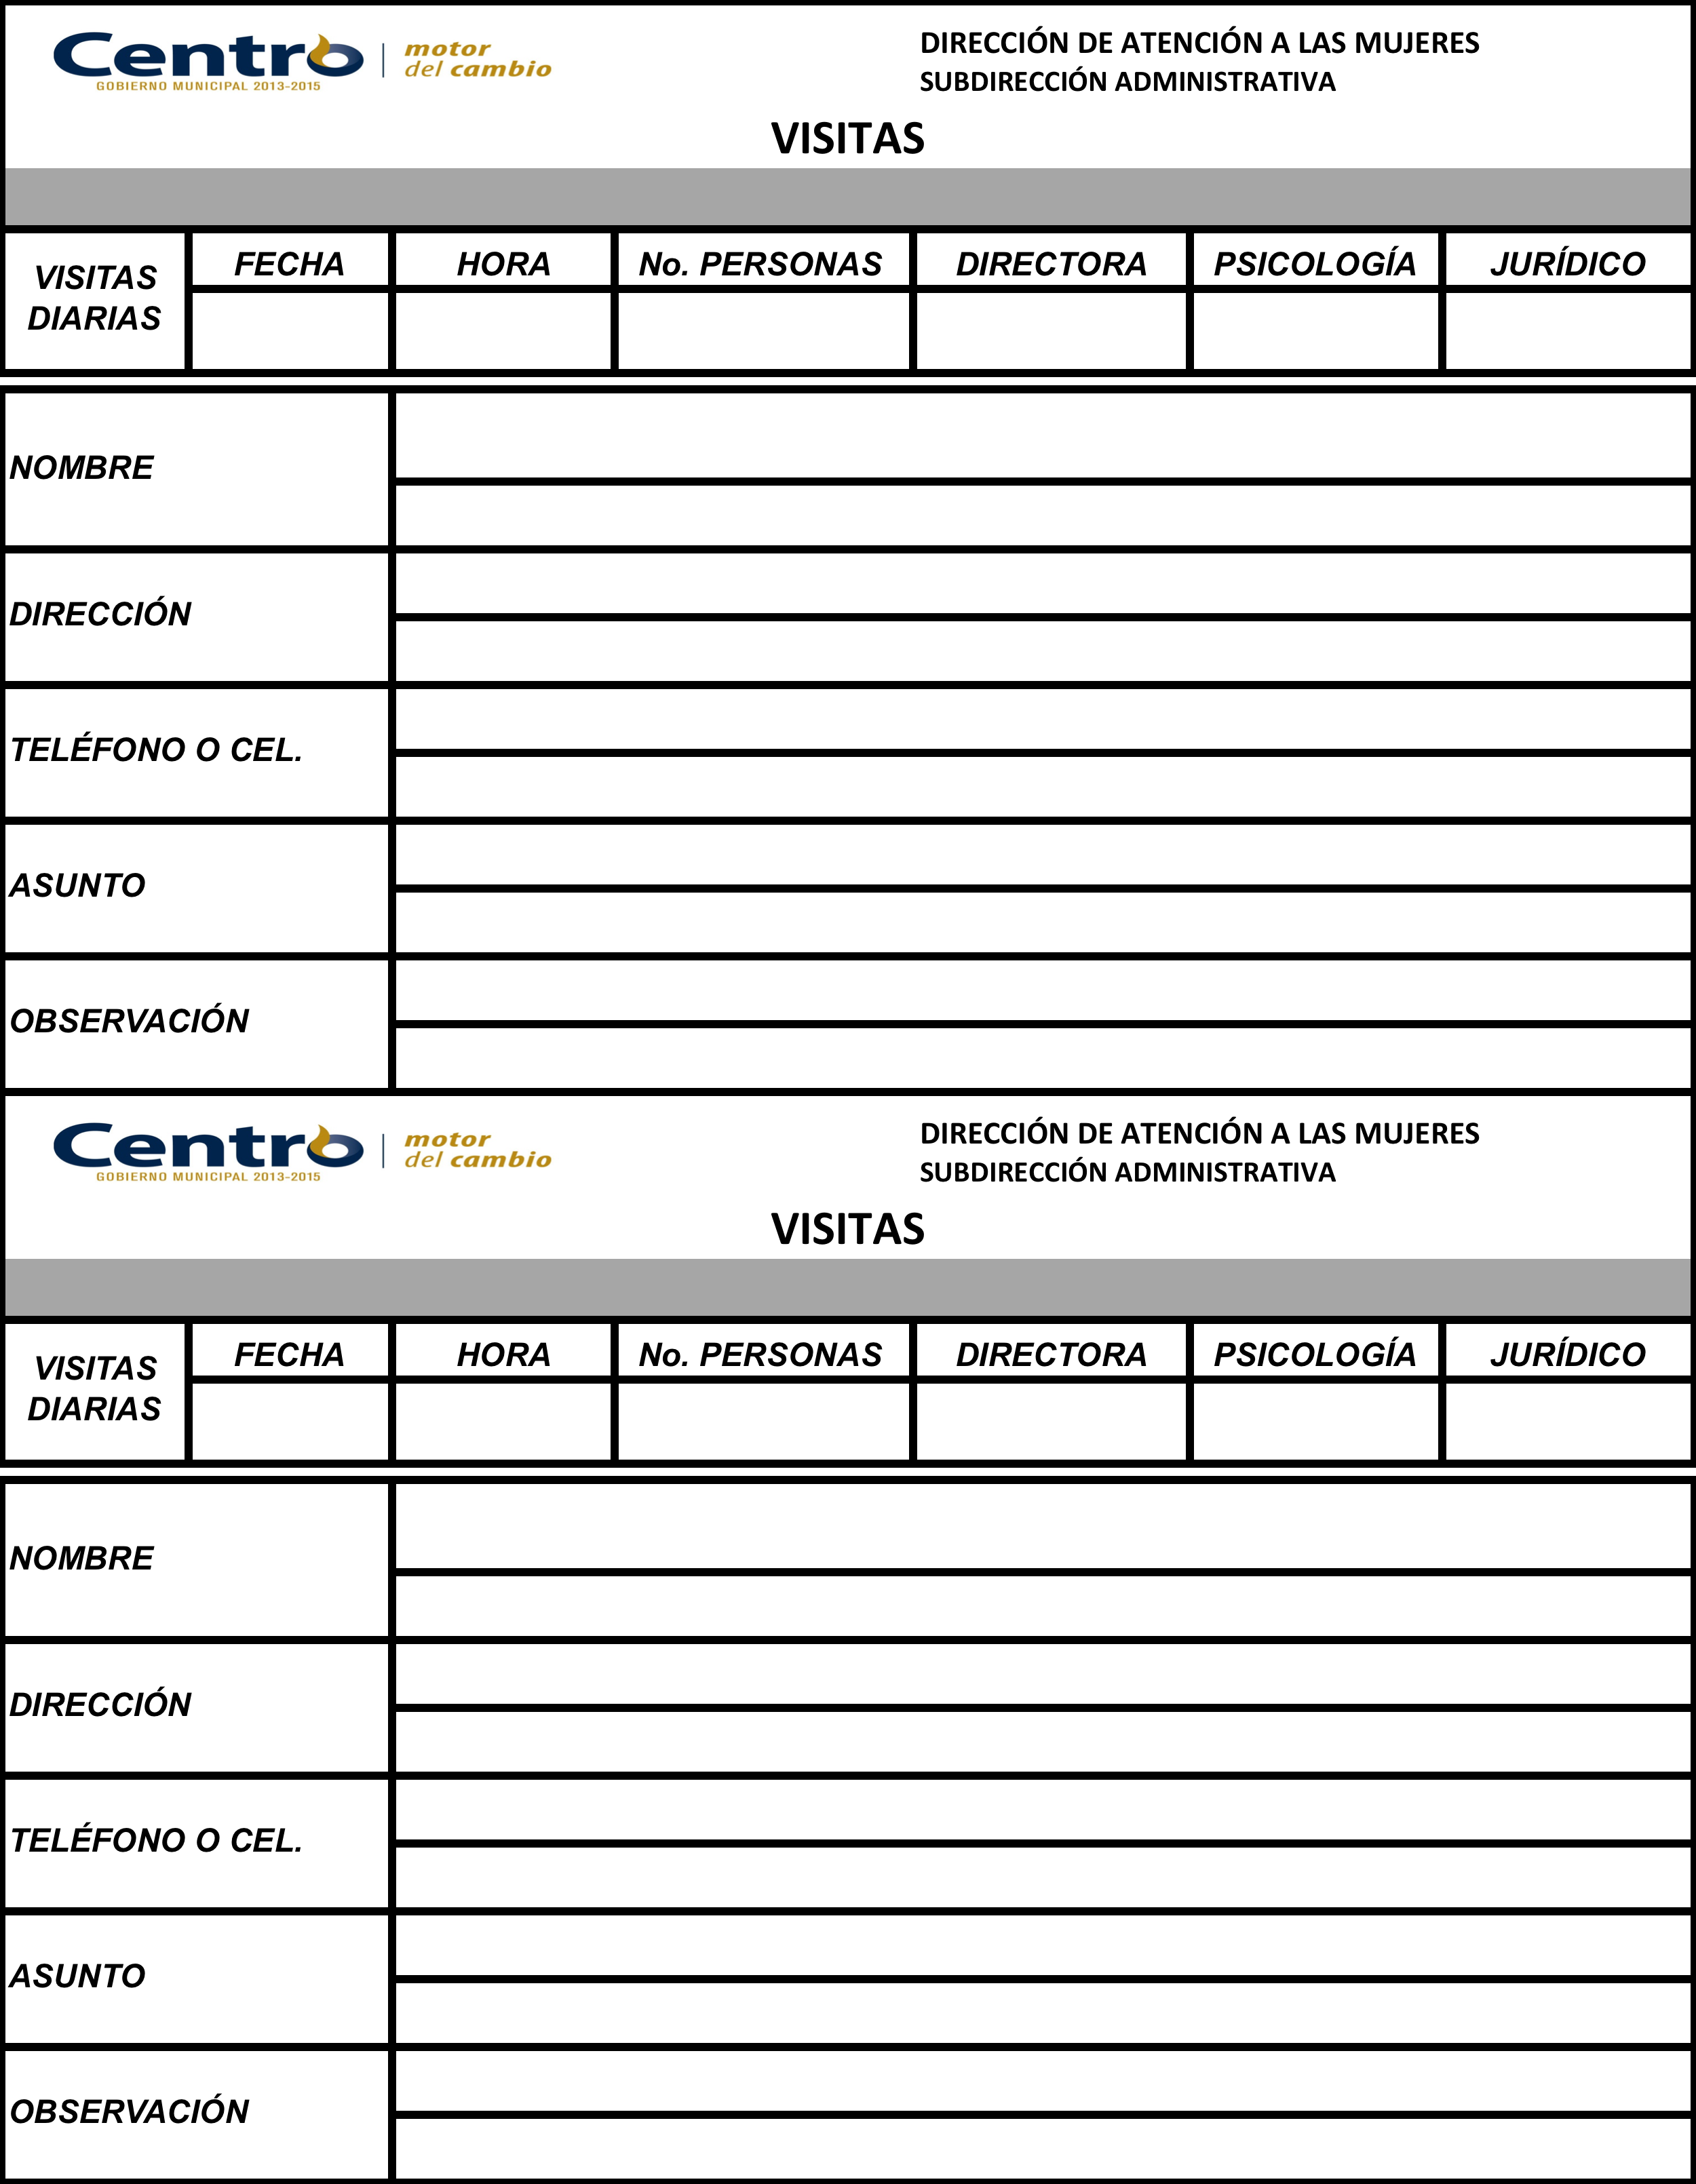 Centro motor
del cambio
GOBIERNO MUNICIPAL 2013-2015
DIRECCIÓN DE ATENCIÓN A LAS MUJERES
SUBDIRECCIÓN ADMINISTRATIVA
VISITAS
VISITAS DIARIAS
FECHA HORA No. PERSONAS DIRECTORA PSICOLOGÍA JURÍDICO
NOMBRE
DIRECCIÓN
TELÉFONO O CEL.
ASUNTO
OBSERVACIÓN
Centro motor
del cambio
GOBIERNO MUNICIPAL 2013-2015
DIRECCIÓN DE ATENCIÓN A LAS MUJERES
SUBDIRECCIÓN ADMINISTRATIVA
VISITAS
VISITAS DIARIAS
FECHA HORA No. PERSONAS DIRECTORA PSICOLOGÍA JURÍDICO
NOMBRE
DIRECCIÓN
TELÉFONO O CEL.
ASUNTO
OBSERVACIÓN